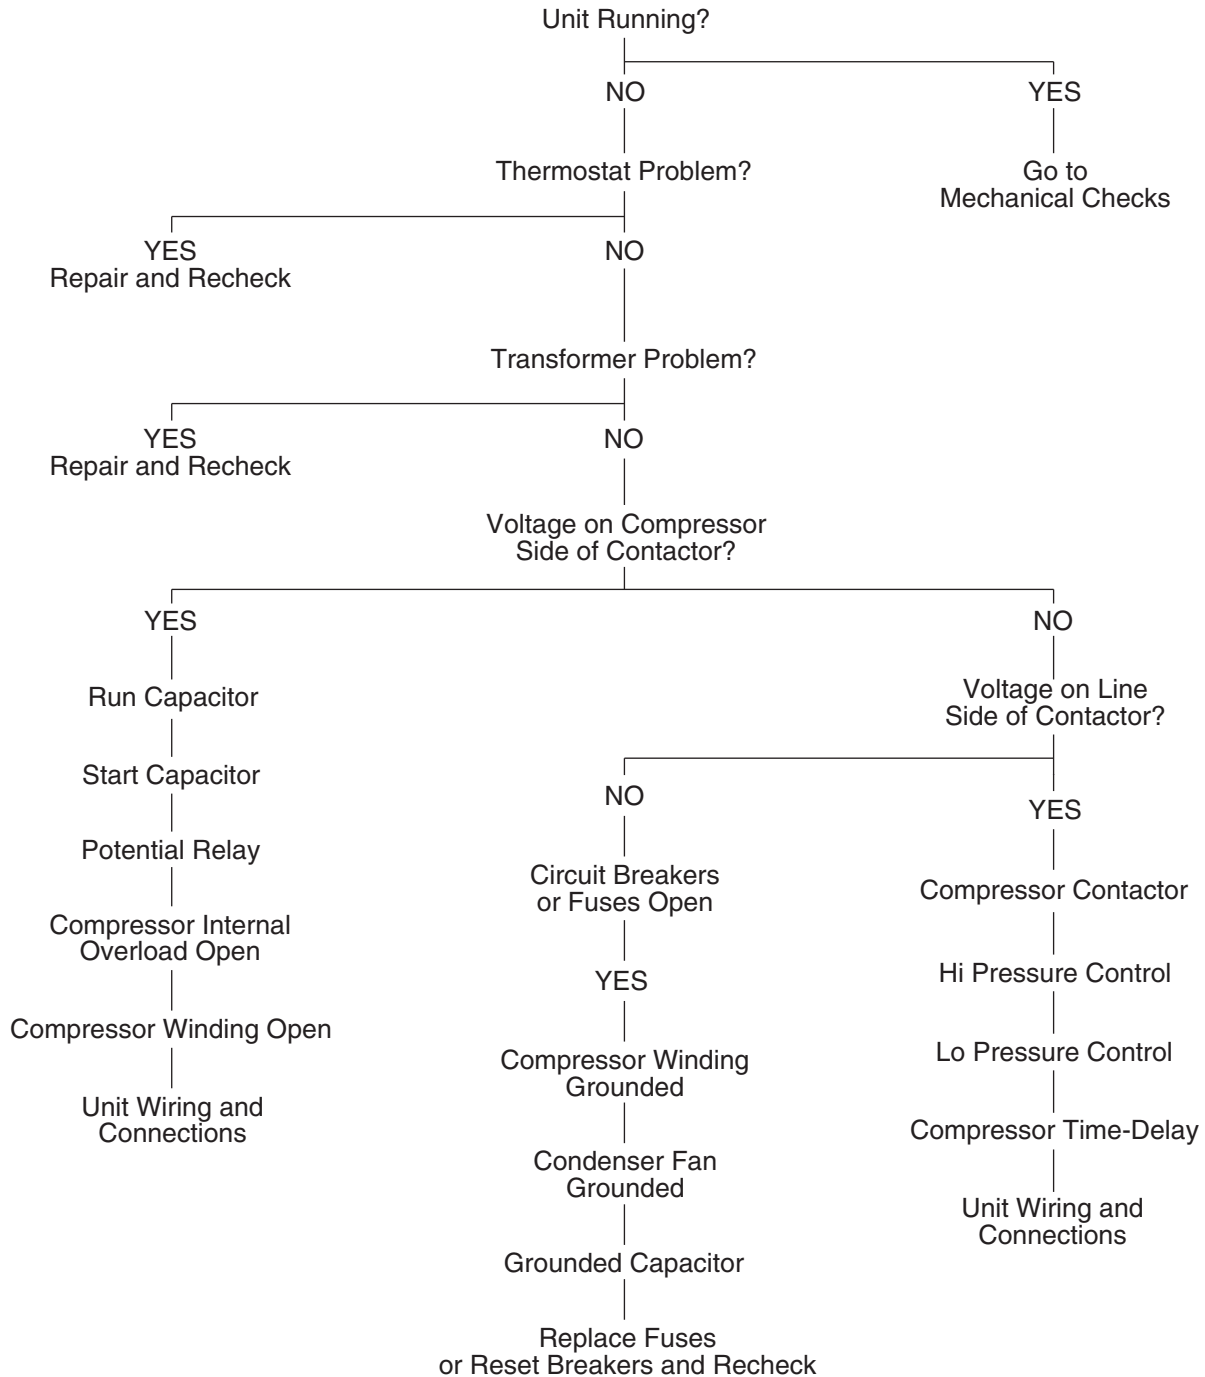 Unit Running?
NO
YES
Thermostat Problem?
Go to
Mechanical Checks
YES
Repair and Recheck
NO
Transformer Problem?
YES
Repair and Recheck
NO
Voltage on Compressor
Side of Contactor?
YES
Run Capacitor
Start Capacitor
Potential Relay
Compressor Internal
Overload Open
Compressor Winding Open
Unit Wiring and
Connections
NO
Voltage on Line
Side of Contactor?
NO
Circuit Breakers
or Fuses Open
YES
Compressor Winding
Grounded
Condenser Fan
Grounded
Grounded Capacitor
Replace Fuses
or Reset Breakers and Recheck
YES
Compressor Contactor
Hi Pressure Control
Lo Pressure Control
Compressor Time-Delay
Unit Wiring and
Connections